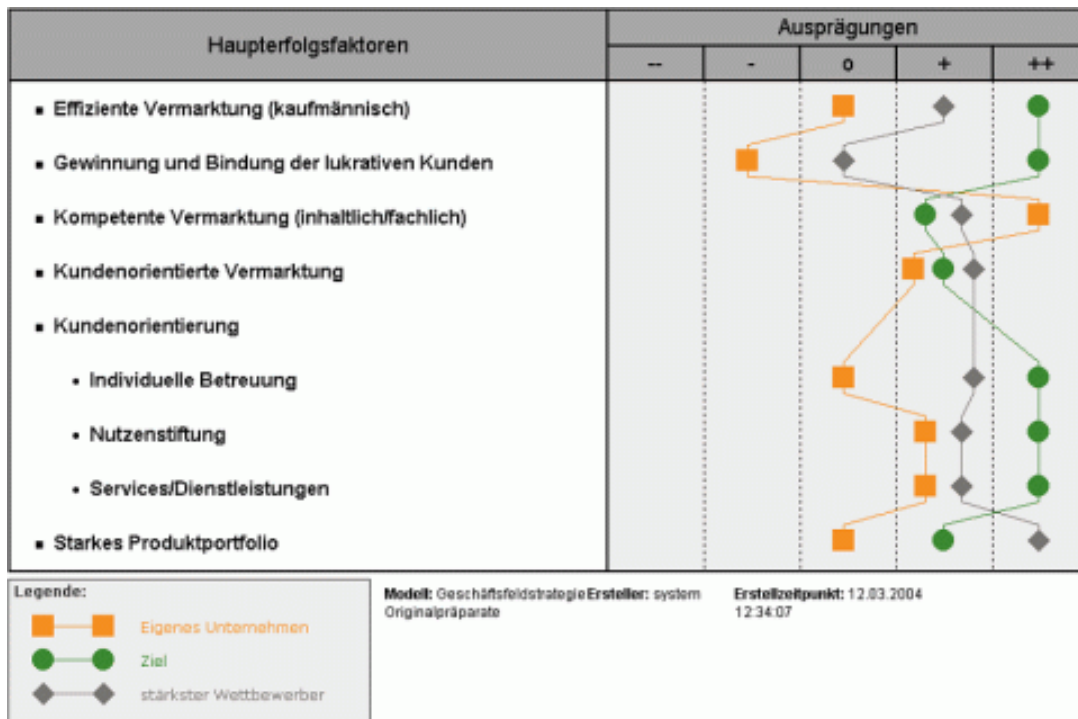 Haupterfolgsfaktoren
Ausprägungen
-- - o + ++
Effiziente Vermarktung (kaufmännisch)
Gewinnung und Bindung der lukrativen Kunden
Kompetente Vermarktung (inhaltlich/fachlich)
Kundenorientierte Vermarktung
Kundenorientierung
Individuelle Betreuung
Nutzenstiftung
Services/Dienstleistungen
Starkes Produktportfolio
Legende:
Eigenes Unternehmen
Ziel
stärkster Wettbewerber
Modell: Geschäftsfeldstrategie Ersteller: system Erstellzeitpunkt: 12.03.2004
Originalpräparate 12:34:07